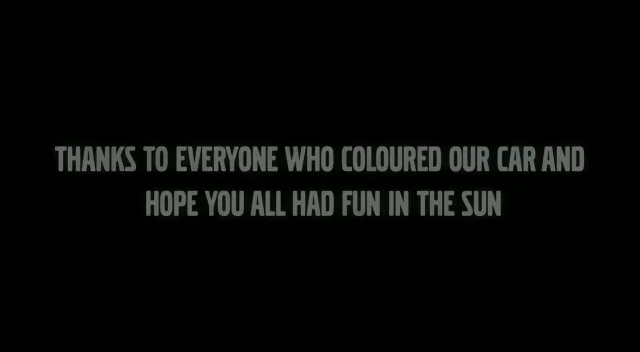 THANKS TO EVERYONE WHO COLOURED OUR CAR AND
HOPE YOU ALL HAD FUN IN THE SUN